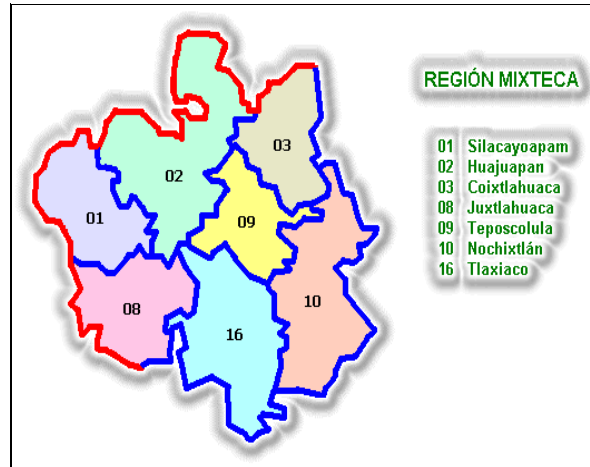 REGIÓN MIXTECA
01 Silacayoapam
02 Huajuapan
03 Coixtlahuaca
08 Juxtlahuaca
09 Teposcolula
10 Nochixtlán
16 Tlaxiaco
03
02
01
09
08
10
16